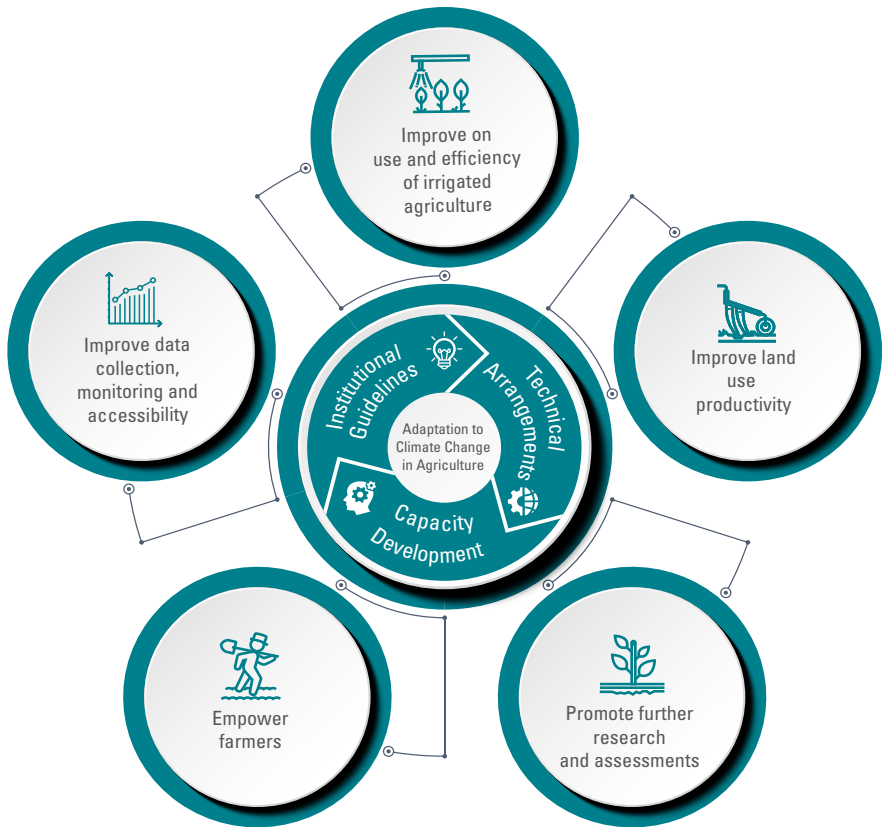 Improve on
use and efficiency
of irrigated
agriculture
Improve data
collection,
monitoring and
accessibility
Improve land
use
productivity
Institutional
Guidelines
Technical
Arrangements
Adaptation to
Climate Change
in Agriculture
Capacity
Development
Empower
farmers
Promote further
research
and assessments